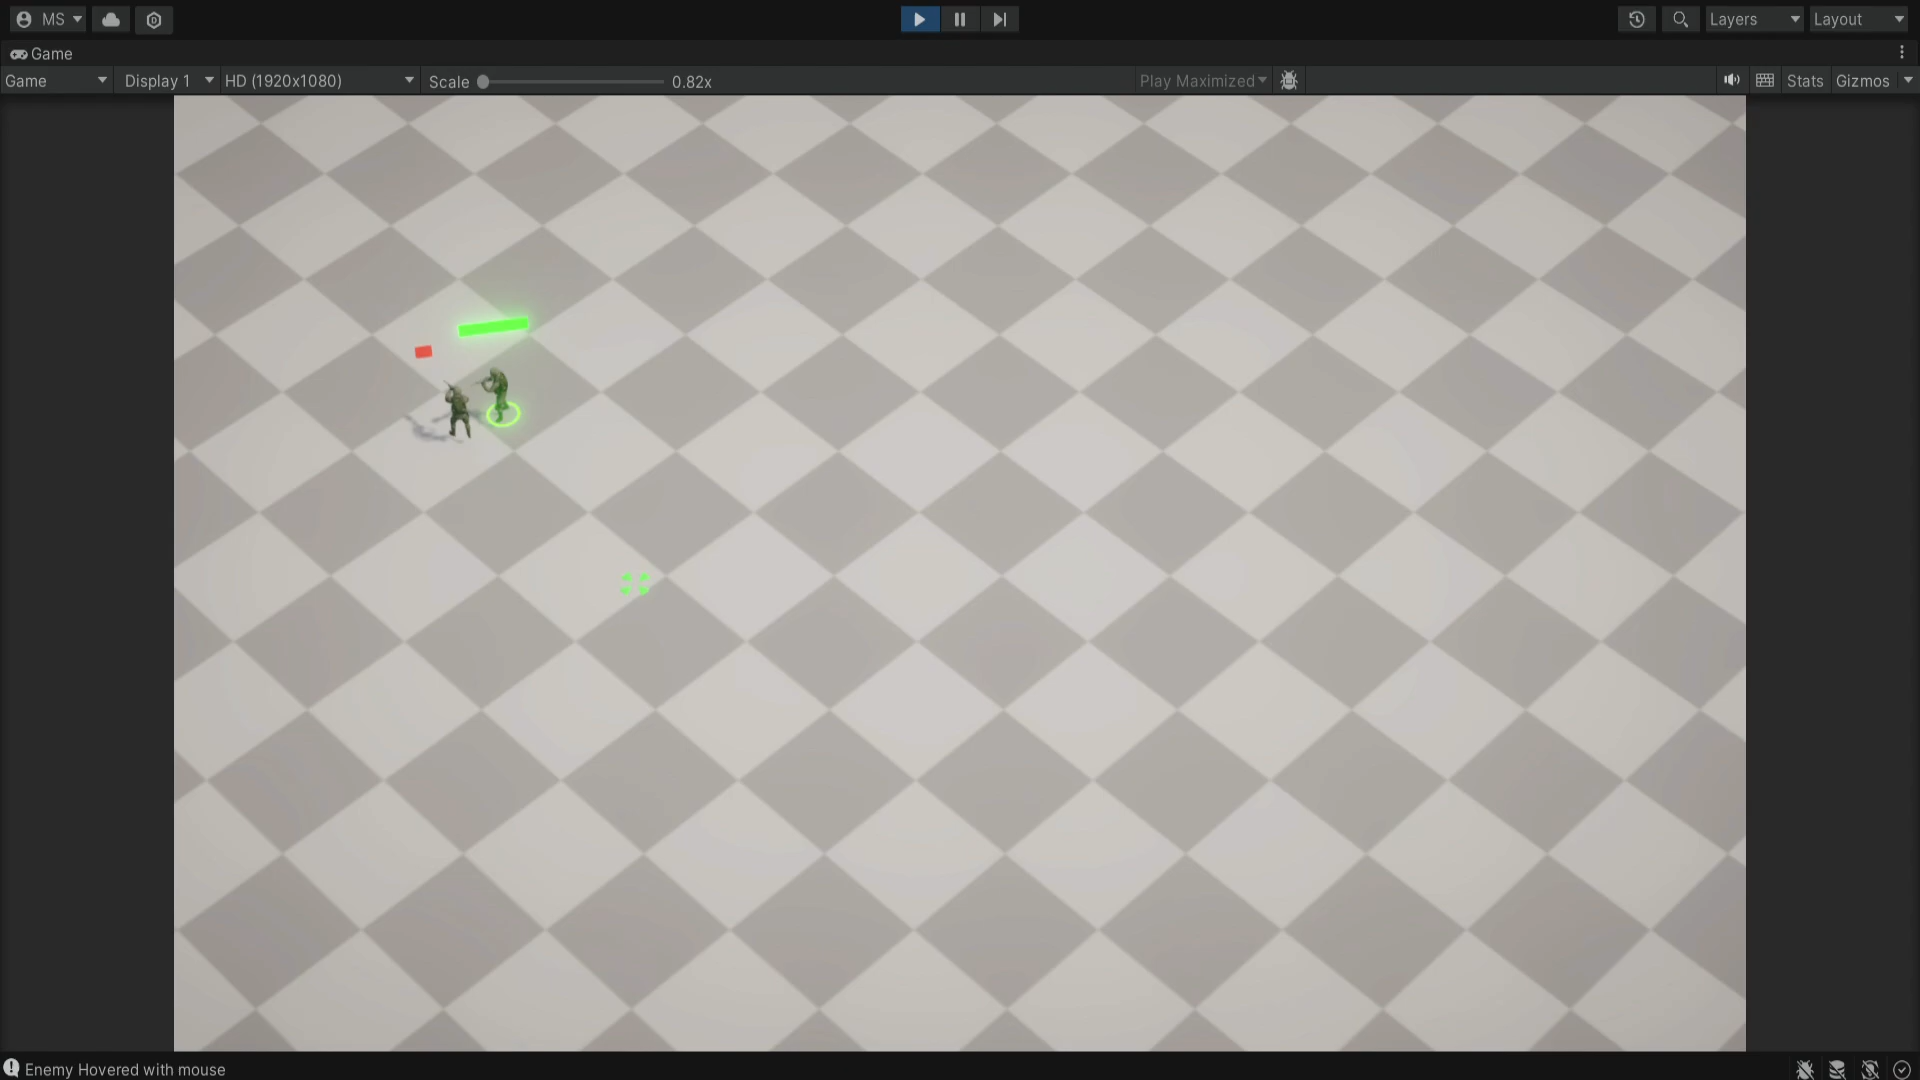 MS
Layers
Layout
Game
Game
Display 1
HD (1920x1080)
Scale
0.82x
Play Maximized
Stats
Gizmos
Enemy Hovered with mouse